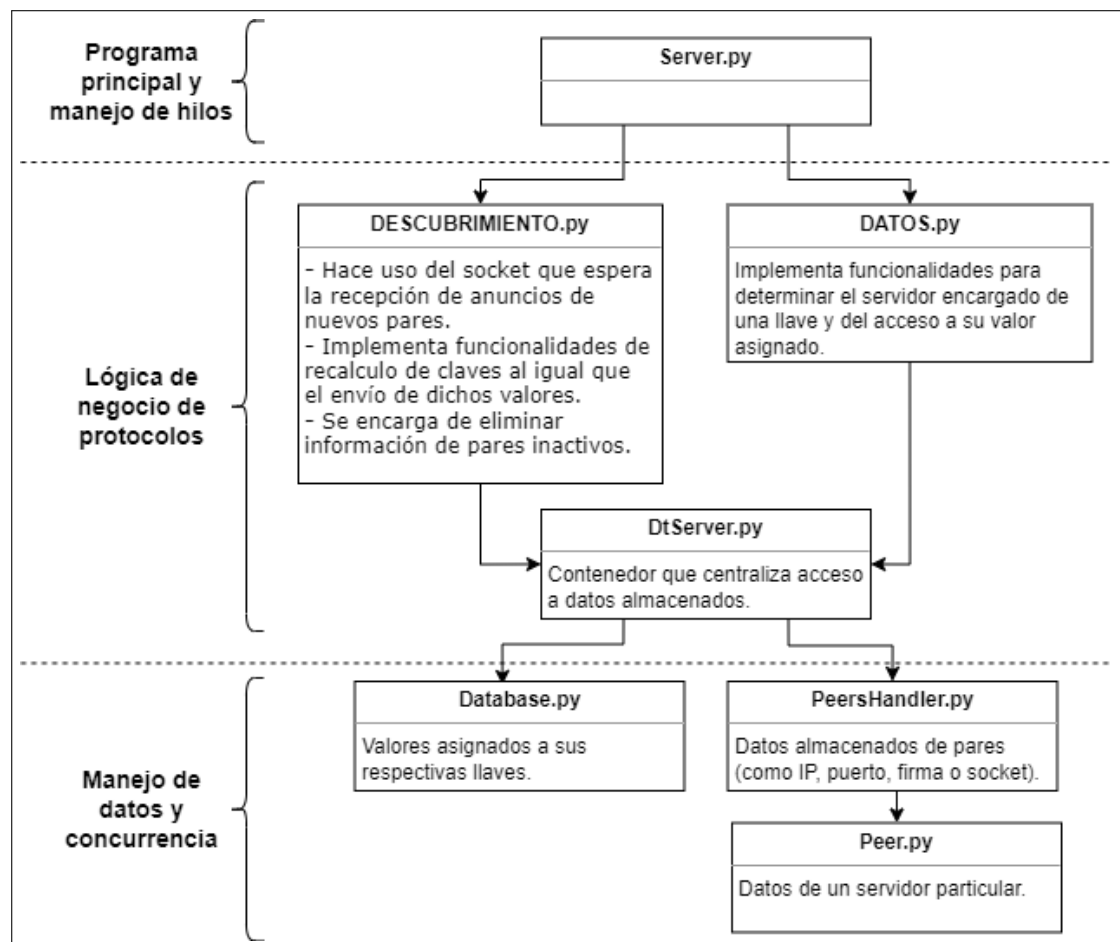 Programa
principal y
manejo de hilos
Server.py
Lógica de
negocio de
protocolos
DESCUBRIMIENTO.py
- Hace uso del socket que espera
la recepción de anuncios de
nuevos pares.
- Implementa funcionalidades de
recalculo de claves al igual que
el envío de dichos valores.
- Se encarga de eliminar
información de pares inactivos.
DATOS.py
Implementa funcionalidades para
determinar el servidor encargado de
una llave y del acceso a su valor
asignado.
DtServer.py
Contenedor que centraliza acceso
a datos almacenados.
Manejo de
datos y
concurrencia
Database.py
Valores asignados a sus
respectivas llaves.
PeersHandler.py
Datos almacenados de pares
(como IP, puerto, firma o socket).
Peer.py
Datos de un servidor particular.